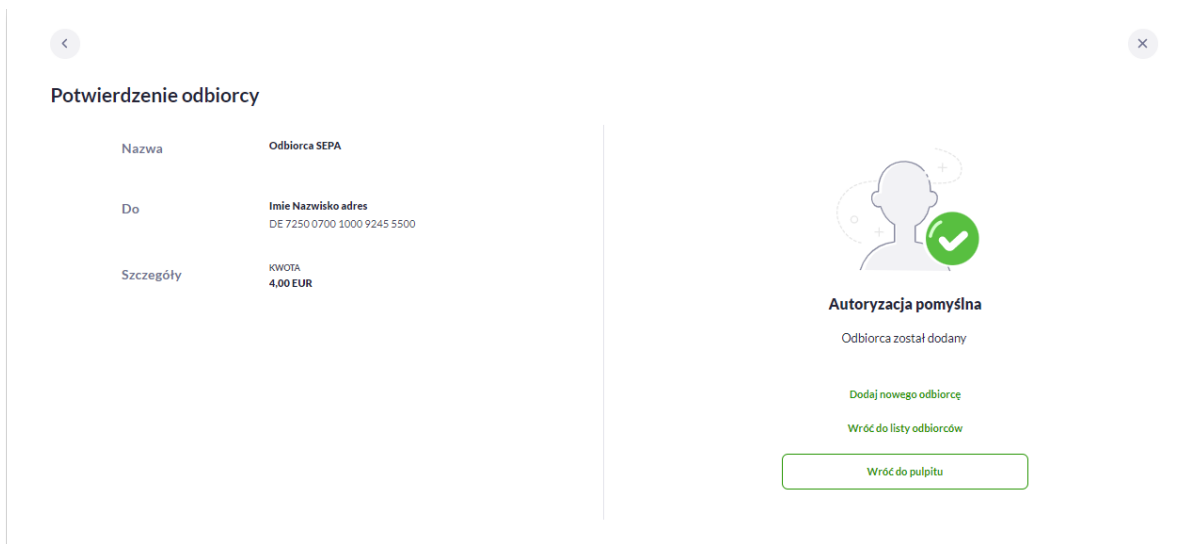 Potwierdzenie odbiorcy
Nazwa
Odbiorca SEPA
Do
Imie Nazwisko adres
DE 7250 0700 1000 9245 5500
Szczegóły
KWOTA
4,00 EUR
Autoryzacja pomyślna
Odbiorca został dodany
Dodaj nowego odbiorcę
Wróć do listy odbiorców
Wróć do pulpitu